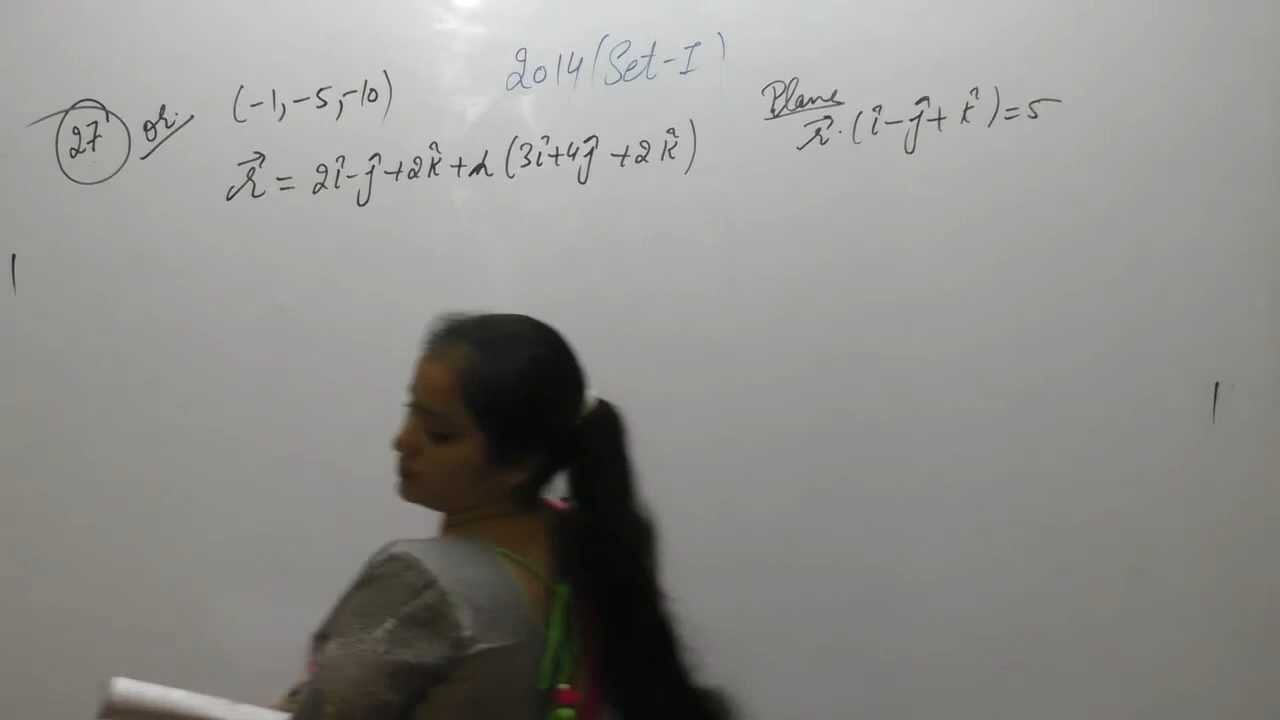 2014 (Set-I)
27 or. (-1, -5, -10)
r⃗ = 2î - ĵ + 2k̂ + λ (3î + 4ĵ + 2k̂)
Plane
r⃗ . (î - ĵ + k̂) = 5